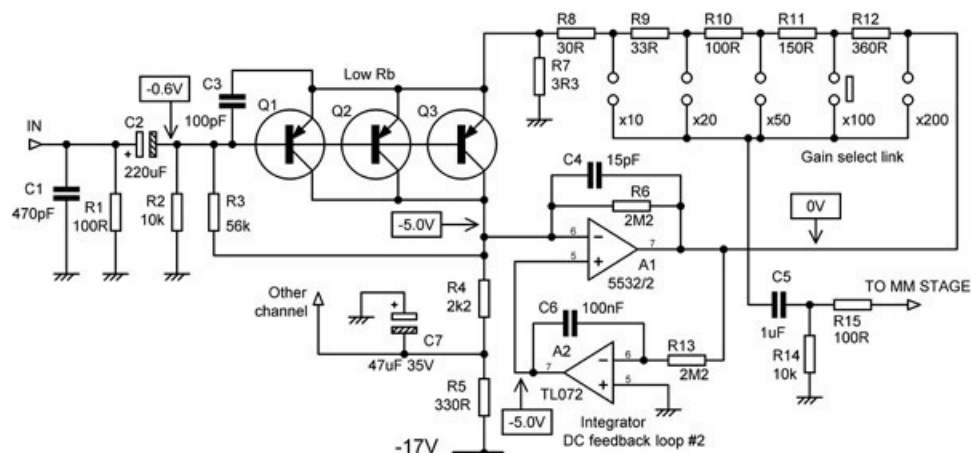 R8
30R
R9
33R
R10
100R
R11
150R
R12
360R
R7
3R3
x10
x20
x50
x100
x200
Gain select link
Low Rb
C3
100pF
-0.6V
IN
C2
+
220uF
Q1
Q2
Q3
C1
470pF
R1
100R
R2
10k
R3
56k
C4
15pF
R6
2M2
-5.0V
0V
6
−
5
+
7
A1
5532/2
C5
1uF
TO MM STAGE
R15
100R
R14
10k
Other
channel
+
C7
47uF 35V
R4
2k2
C6
100nF
R13
2M2
A2
7
6
−
5
+
TL072
R5
330R
-5.0V
Integrator
DC feedback loop #2
-17V